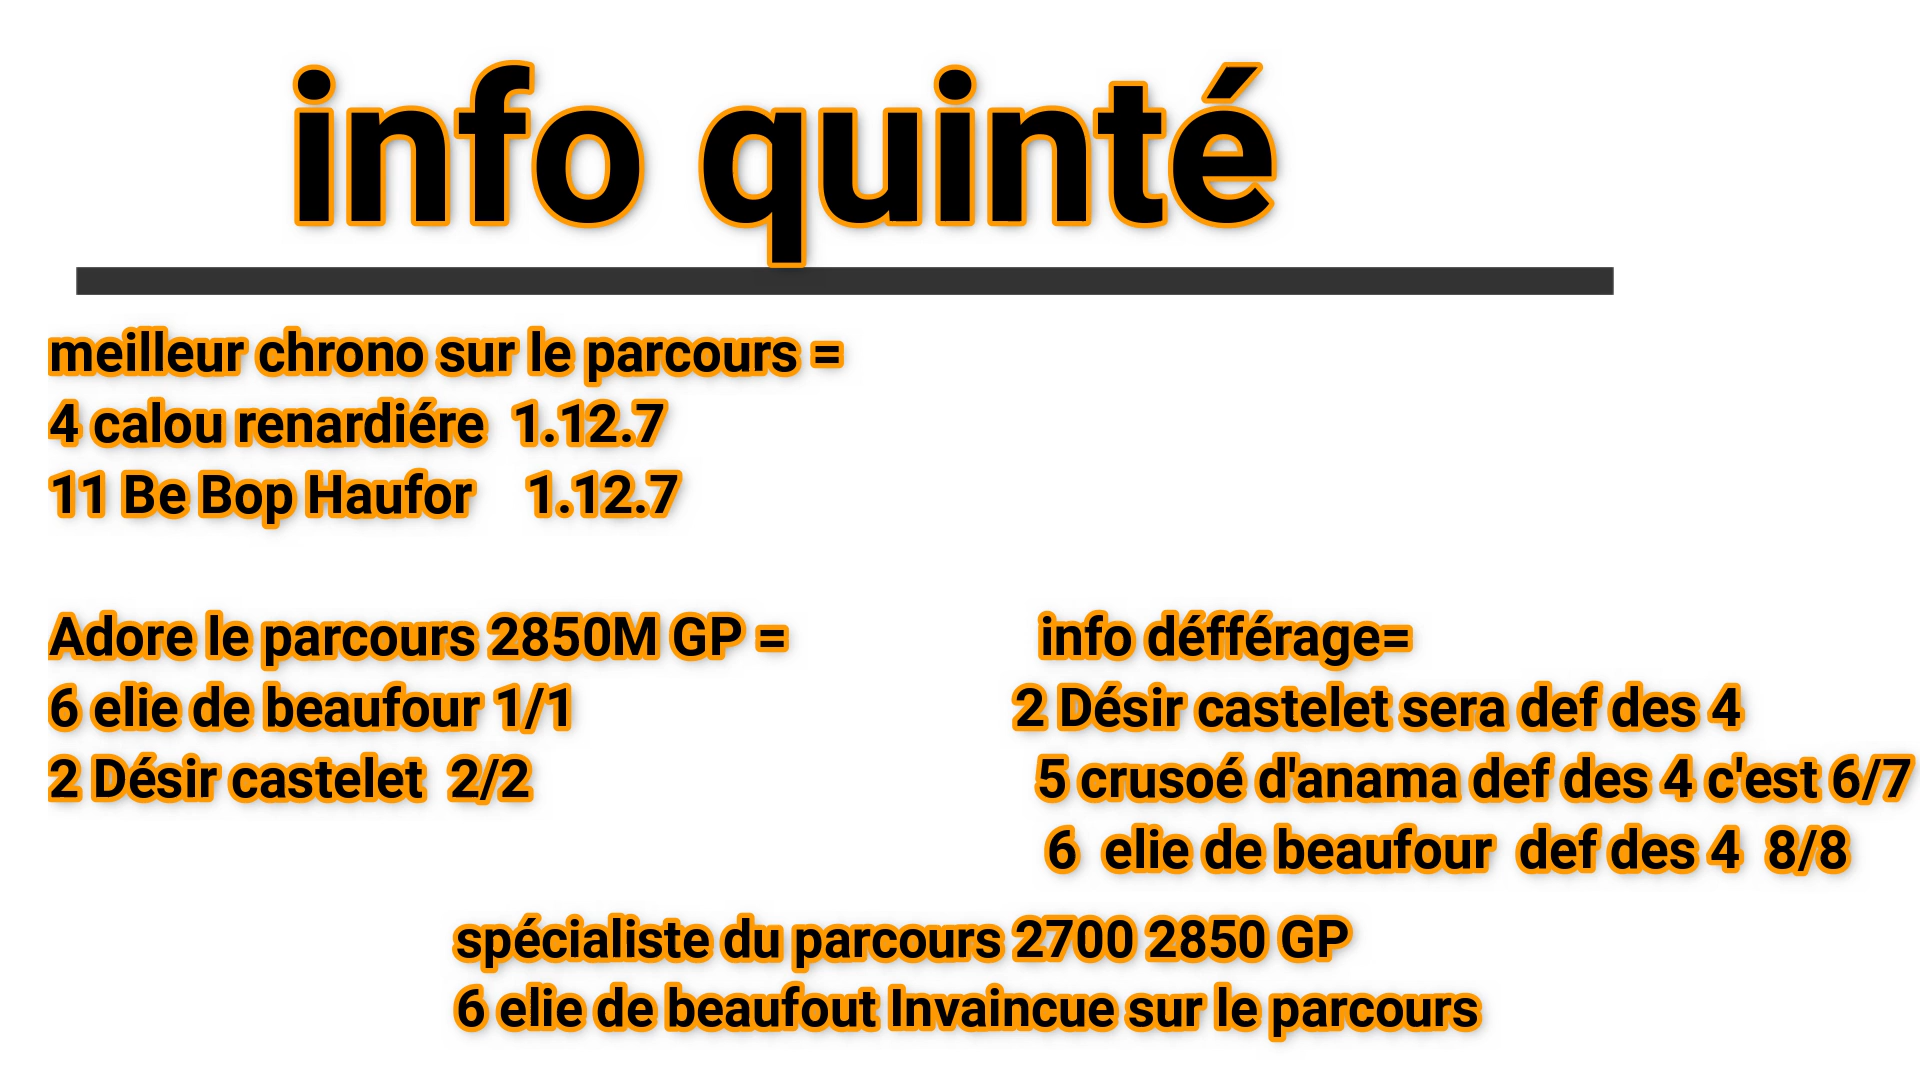 info quinté
meilleur chrono sur le parcours =
4 calou renardiére 1.12.7
11 Be Bop Haufor 1.12.7
Adore le parcours 2850M GP =
6 elie de beaufour 1/1
2 Désir castelet 2/2
info défférage=
2 Désir castelet sera def des 4
5 crusoé d'anama def des 4 c'est 6/7
6 elie de beaufour def des 4 8/8
spécialiste du parcours 2700 2850 GP
6 elie de beaufout Invaincue sur le parcours